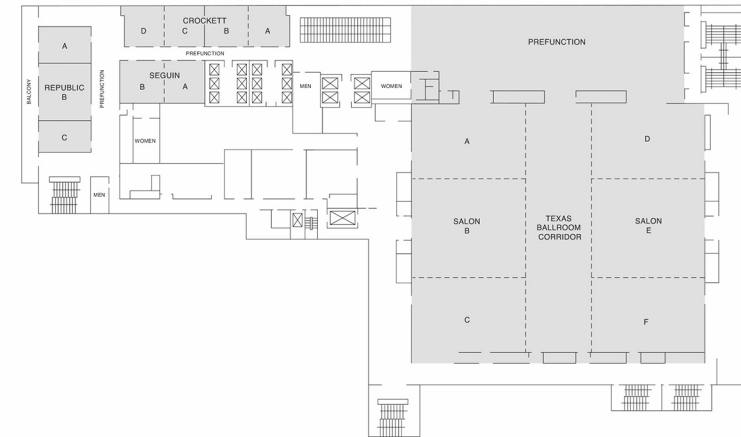 CROCKETT
D
C
B
A
PREFUNCTION
SEGUIN
B
A
A
REPUBLIC
B
C
BALCONY
PREFUNCTION
WOMEN
MEN
MEN
WOMEN
PREFUNCTION
A
D
SALON
B
TEXAS
BALLROOM
CORRIDOR
SALON
E
C
F